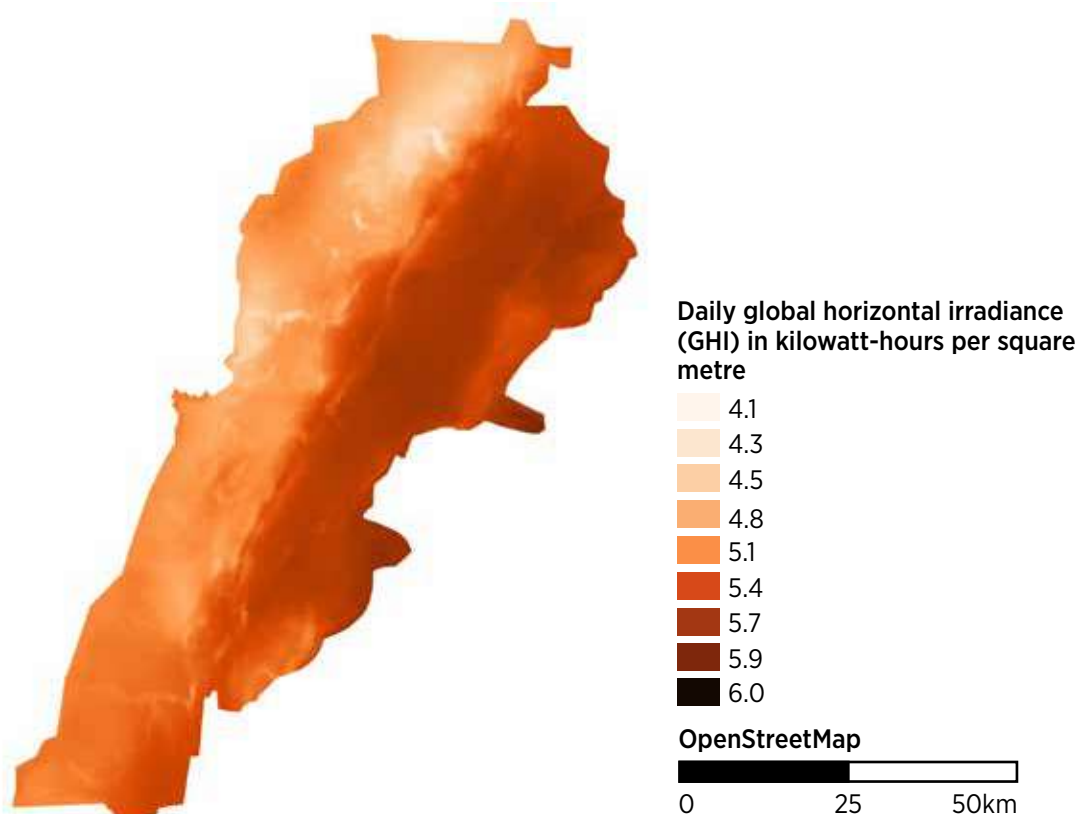 Daily global horizontal irradiance
(GHI) in kilowatt-hours per square
metre
4.1
4.3
4.5
4.8
5.1
5.4
5.7
5.9
6.0
OpenStreetMap
0 25 50km